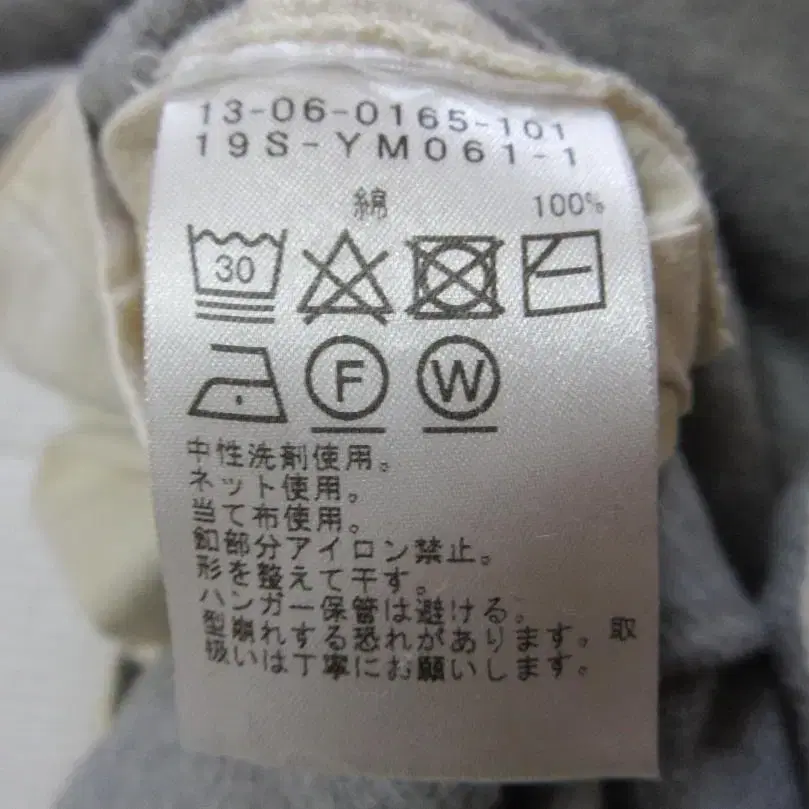 13-06-0165-101
19S-YM061-1
綿 100%
30
F W
中性洗剤使用。
ネット使用。
当て布使用。
釦部分アイロン禁止。
形を整えて干す。
ハンガー保管は避ける。
型崩れする恐れがあります。取
扱いは丁寧にお願いします。